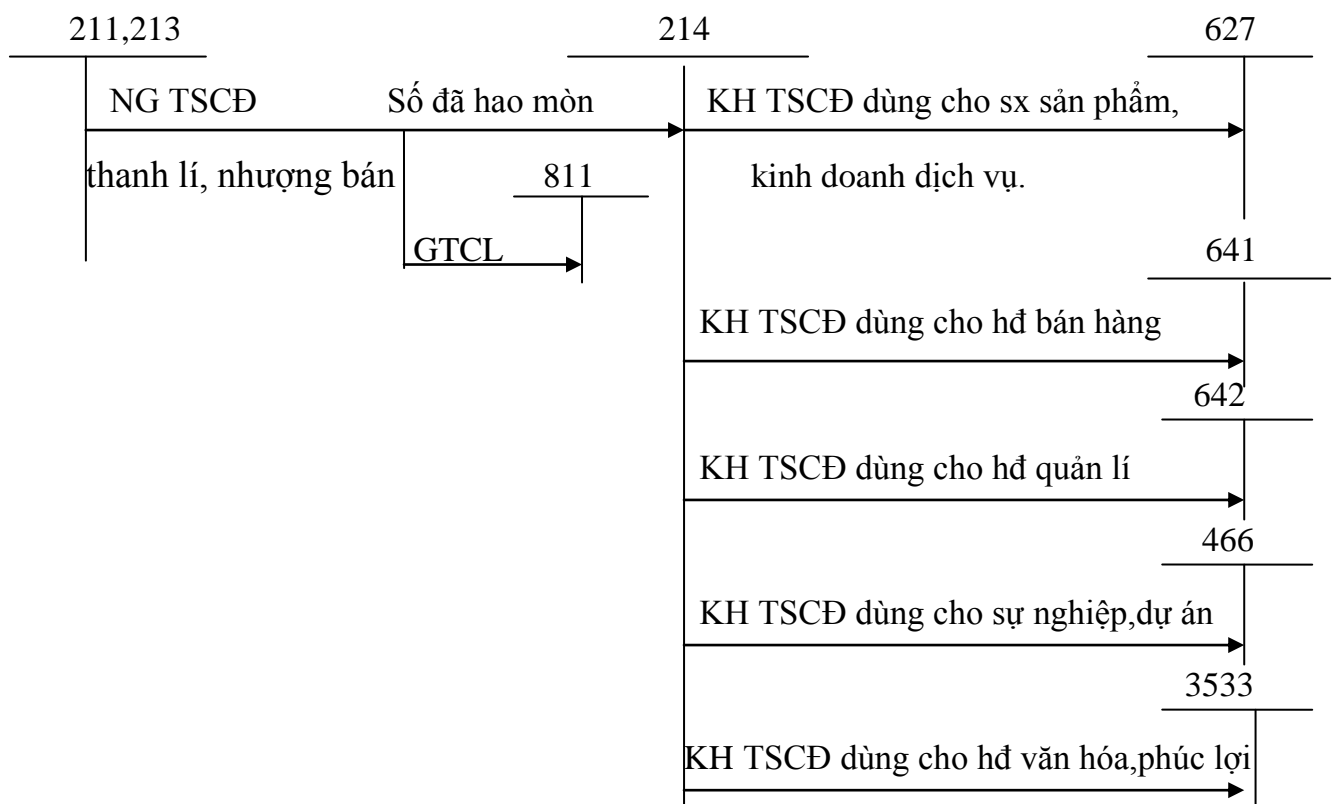 211,213 214 627
NG TSCĐ Số đã hao mòn KH TSCĐ dùng cho sx sản phẩm,
thanh lí, nhượng bán 811 kinh doanh dịch vụ.
GTCL 641
KH TSCĐ dùng cho hđ bán hàng
642
KH TSCĐ dùng cho hđ quản lí
466
KH TSCĐ dùng cho sự nghiệp,dự án
3533
KH TSCĐ dùng cho hđ văn hóa,phúc lợi